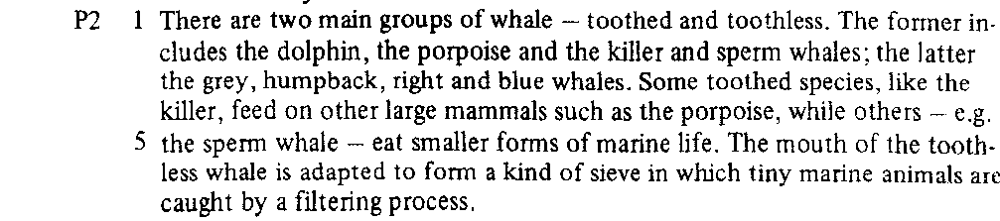 P2 1 There are two main groups of whale – toothed and toothless. The former in-
cludes the dolphin, the porpoise and the killer and sperm whales; the latter
the grey, humpback, right and blue whales. Some toothed species, like the
killer, feed on other large mammals such as the porpoise, while others – e.g.
5 the sperm whale – eat smaller forms of marine life. The mouth of the tooth-
less whale is adapted to form a kind of sieve in which tiny marine animals are
caught by a filtering process.